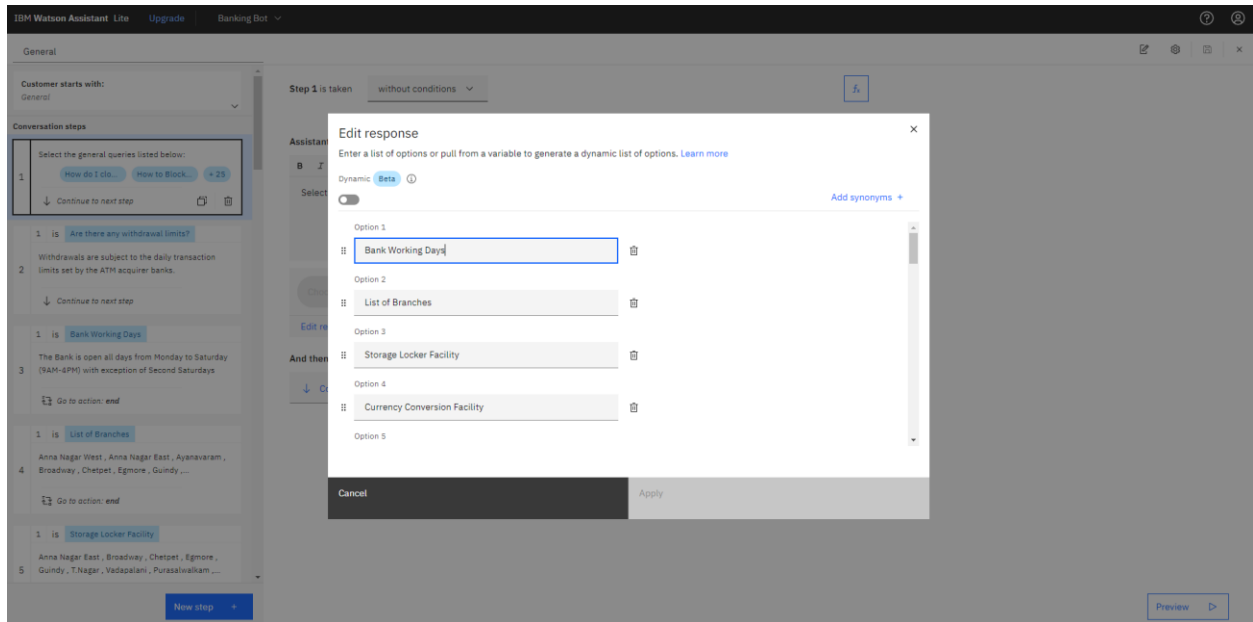 IBM Watson Assistant Lite Upgrade Banking Bot
General
Customer starts with:
General
Conversation steps
1
Select the general queries listed below:
How do I clo... How to Block... + 25
Continue to next step
1 is Are there any withdrawal limits?
2
Withdrawals are subject to the daily transaction
limits set by the ATM acquirer banks.
Continue to next step
1 is Bank Working Days
3
The Bank is open all days from Monday to Saturday
(9AM-4PM) with exception of Second Saturdays
Go to action: end
1 is List of Branches
4
Anna Nagar West , Anna Nagar East , Ayanavaram ,
Broadway , Chetpet , Egmore , Guindy ,...
Go to action: end
1 is Storage Locker Facility
5
Anna Nagar East , Broadway , Chetpet , Egmore ,
Guindy , T.Nagar , Vadapalani , Purasalwalkam ,...
New step +
Step 1 is taken without conditions
fx
Assistan
B I
Select
Edit re
And then
Edit response
Enter a list of options or pull from a variable to generate a dynamic list of options. Learn more
Dynamic Beta
Add synonyms +
Option 1
Bank Working Days
Option 2
List of Branches
Option 3
Storage Locker Facility
Option 4
Currency Conversion Facility
Option 5
Cancel Apply
Preview